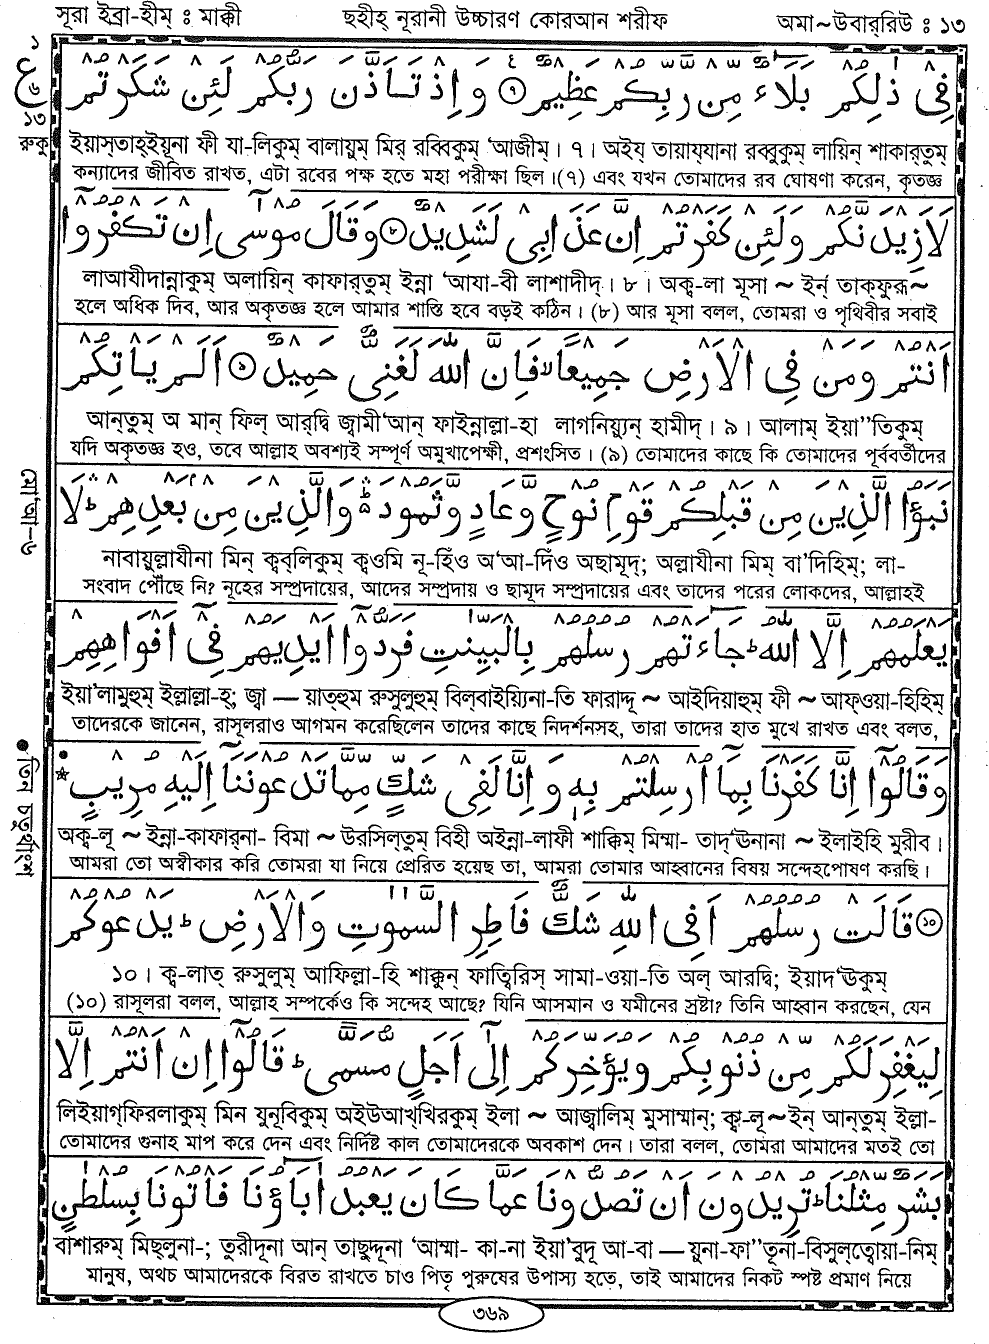 সূরা ইব্রা-হীম্ ঃ মাক্কী ছহীহ্ নূরানী উচ্চারণ কোরআন শরীফ অমা~উবার্‌রিউ ঃ ১৩
১
ع
৬
১৩
রুকু
فِيْ ذٰلِكُمْ بَلَاءٌ مِّنْ رَّبِّكُمْ عَظِيْمٌ ۝٦ وَاِذْ تَاَذَّنَ رَبُّكُمْ لَئِنْ شَكَرْتُمْ
ইয়াস্‌তাহ্‌ইয়ূনা ফী যা-লিকুম্ বালায়ুম্ মির্ রব্বিকুম্ ‘আজীম্। ৭। অইয্ তায়ায্‌যানা রব্বুকুম্ লায়িন্ শাকার্‌তুম্
কন্যাদের জীবিত রাখত, এটা রবের পক্ষ হতে মহা পরীক্ষা ছিল।(৭) এবং যখন তোমাদের রব ঘোষণা করেন, কৃতজ্ঞ
لَاَزِيْدَنَّكُمْ وَلَئِنْ كَفَرْتُمْ اِنَّ عَذَابِيْ لَشَدِيْدٌ ۝٧ وَقَالَ مُوْسٰى اِنْ تَكْفُرُوْا
লাআযীদান্নাকুম্ অলায়িন্ কাফার্‌তুম্ ইন্না ‘আযা-বী লাশাদীদ্। ৮। অক্ব-লা মূসা ~ ইন্ তাক্‌ফুরূ~
হলে অধিক দিব, আর অকৃতজ্ঞ হলে আমার শাস্তি হবে বড়ই কঠিন। (৮) আর মূসা বলল, তোমরা ও পৃথিবীর সবাই
اَنْتُمْ وَمَنْ فِي الْاَرْضِ جَمِيْعًا ۙ فَاِنَّ اللّٰهَ لَغَنِيٌّ حَمِيْدٌ ۝٨ اَلَمْ يَاْتِكُمْ
আন্‌তুম্ অ মান্ ফিল্ আর্‌দ্বি জ্বামী‘আন্ ফাইন্নাল্লা-হা লাগনিয়্যুন্ হামীদ্। ৯। আলাম্ ইয়া’’তিকুম্
যদি অকৃতজ্ঞ হও, তবে আল্লাহ অবশ্যই সম্পূর্ণ অমুখাপেক্ষী, প্রশংসিত। (৯) তোমাদের কাছে কি তোমাদের পূর্ববর্তীদের
نَبَؤُا الَّذِيْنَ مِنْ قَبْلِكُمْ قَوْمِ نُوْحٍ وَّعَادٍ وَّثَمُوْدَ ۛ وَالَّذِيْنَ مِنْ بَعْدِهِمْ ۛ لَا
মো‘আ-৬
নাবায়ুল্লাযীনা মিন্ ক্বব্‌লিকুম্ ক্বওমি নূ-হিঁও অ‘আ-দিঁও অছামূদ্; অল্লাযীনা মিম্ বা’দিহিম্; লা-
সংবাদ পৌঁছে নি? নূহের সম্প্রদায়ের, আদের সম্প্রদায় ও ছামূদ সম্প্রদায়ের এবং তাদের পরের লোকদের, আল্লাহই
يَعْلَمُهُمْ اِلَّا اللّٰهُ ؕ جَاءَتْهُمْ رُسُلُهُمْ بِالْبَيِّنٰتِ فَرَدُّوْٓا اَيْدِيَهُمْ فِيْٓ اَفْوَاهِهِمْ
ইয়া’লামুহুম্ ইল্লাল্লা-হ্; জ্বা — য়াত্‌হুম রুসুলুহুম্ বিল্‌বাইয়্যিনা-তি ফারাদ্দূ ~ আইদিয়াহুম্ ফী ~ আফ্‌ওয়া-হিহিম্
তাদেরকে জানেন, রাসূলরাও আগমন করেছিলেন তাদের কাছে নিদর্শনসহ, তারা তাদের হাত মুখে রাখত এবং বলত,
● তিন চতুর্থাংশ
وَقَالُوْٓا اِنَّا كَفَرْنَا بِمَآ اُرْسِلْتُمْ بِهٖ وَاِنَّا لَفِيْ شَكٍّ مِّمَّا تَدْعُوْنَنَآ اِلَيْهِ مُرِيْبٍ
অক্ব-লূ ~ ইন্না-কাফার্‌না- বিমা ~ উরসিল্‌তুম্ বিহী অইন্না-লাফী শাক্কিম্ মিম্মা- তাদ্‘ঊনানা ~ ইলাইহি মুরীব।
আমরা তো অস্বীকার করি তোমরা যা নিয়ে প্রেরিত হয়েছ তা, আমরা তোমার আহ্বানের বিষয় সন্দেহপোষণ করছি।
۝١٠ قَالَتْ رُسُلُهُمْ اَفِي اللّٰهِ شَكٌّ فَاطِرِ السَّمٰوٰتِ وَالْاَرْضِ ؕ يَدْعُوْكُمْ
১০। ক্ব-লাত্ রুসুলুম্ আফিল্লা-হি শাক্কুন্ ফাত্বিরিস্ সামা-ওয়া-তি অল্ আরদ্বি; ইয়াদ‘ঊকুম্
(১০) রাসূলরা বলল, আল্লাহ সম্পর্কেও কি সন্দেহ আছে? যিনি আসমান ও যমীনের স্রষ্টা? তিনি আহ্বান করছেন, যেন
لِيَغْفِرَ لَكُمْ مِّنْ ذُنُوْبِكُمْ وَيُؤَخِّرَكُمْ اِلٰٓى اَجَلٍ مُّسَمًّى ؕ قَالُوْٓا اِنْ اَنْتُمْ اِلَّا
লিইয়াগ্‌ফিরলাকুম্ মিন যুনূবিকুম্ অইউআখ্‌খিরকুম্ ইলা ~ আজ্বালিম্ মুসাম্মান্; ক্ব-লূ~ইন্ আন্‌তুম্ ইল্লা-
তোমাদের গুনাহ মাপ করে দেন এবং নির্দিষ্ট কাল তোমাদেরকে অবকাশ দেন। তারা বলল, তোমরা আমাদের মতই তো
بَشَرٌ مِّثْلُنَا ؕ تُرِيْدُوْنَ اَنْ تَصُدُّوْنَا عَمَّا كَانَ يَعْبُدُ اٰبَاؤُنَا فَاْتُوْنَا بِسُلْطٰنٍ
বাশারুম্ মিছ্‌লুনা-; তুরীদূনা আন্ তাছুদ্দূনা ‘আম্মা- কা-না ইয়া’বুদূ আ-বা — য়ুনা-ফা’’তূনা-বিসুল্‌ত্বোয়া-নিম্
মানুষ, অথচ আমাদেরকে বিরত রাখতে চাও পিতৃ পুরুষের উপাস্য হতে, তাই আমাদের নিকট স্পষ্ট প্রমাণ নিয়ে
৩৬৯